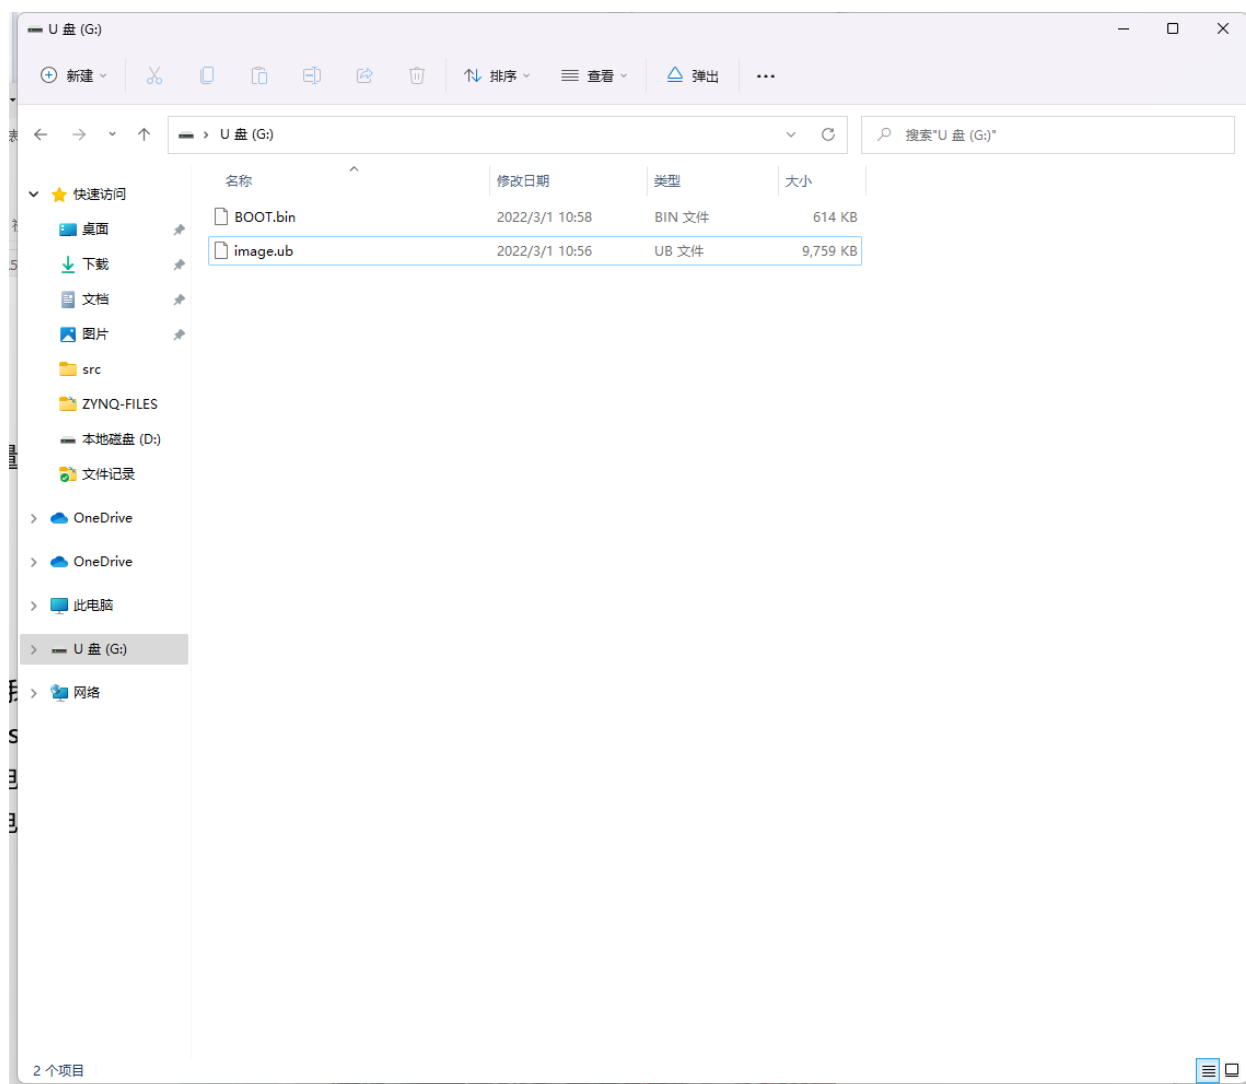 U 盘 (G:)
新建 排序 查看 弹出 ...
U 盘 (G:) 搜索"U 盘 (G:)"
名称 修改日期 类型 大小
BOOT.bin 2022/3/1 10:58 BIN 文件 614 KB
image.ub 2022/3/1 10:56 UB 文件 9,759 KB
快速访问
桌面
下载
文档
图片
src
ZYNQ-FILES
本地磁盘 (D:)
文件记录
OneDrive
OneDrive
此电脑
U 盘 (G:)
网络
2 个项目